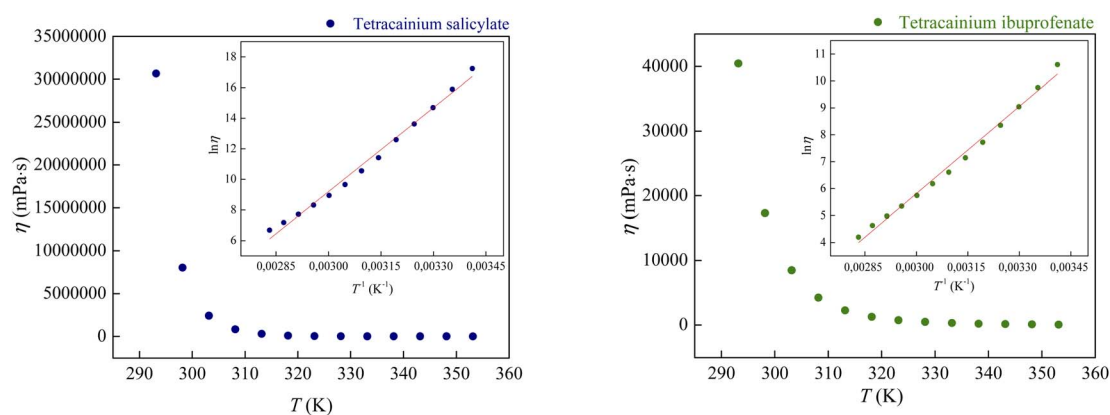 Tetracainium salicylate
35000000
30000000
25000000
20000000
15000000
10000000
5000000
0
η (mPa·s)
290 300 310 320 330 340 350 360
T (K)
18
16
14
12
10
8
6
lnη
0,00285 0,00300 0,00315 0,00330 0,00345
T⁻¹ (K⁻¹)
Tetracainium ibuprofenate
40000
30000
20000
10000
0
η (mPa·s)
290 300 310 320 330 340 350 360
T (K)
11
10
9
8
7
6
5
4
lnη
0,00285 0,00300 0,00315 0,00330 0,00345
T⁻¹ (K⁻¹)